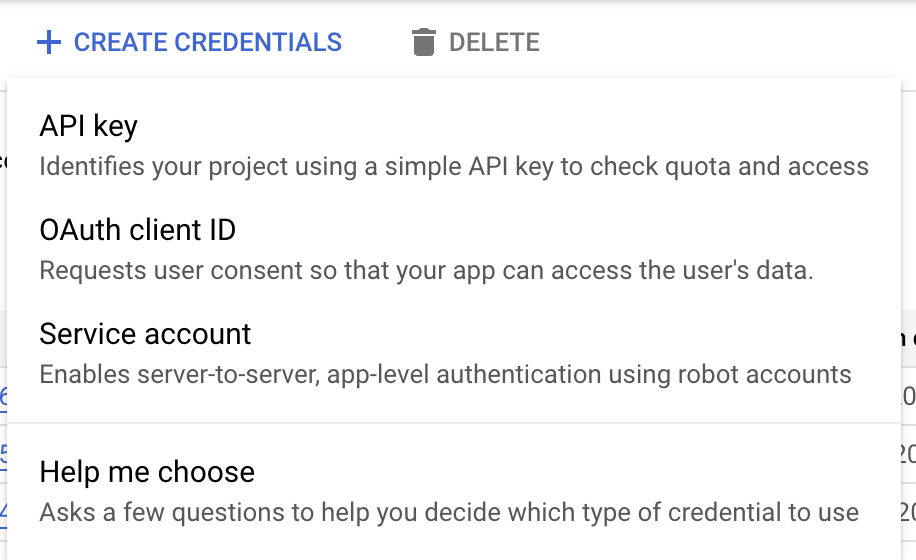 + CREATE CREDENTIALS DELETE
API key
Identifies your project using a simple API key to check quota and access
OAuth client ID
Requests user consent so that your app can access the user's data.
Service account
Enables server-to-server, app-level authentication using robot accounts
Help me choose
Asks a few questions to help you decide which type of credential to use